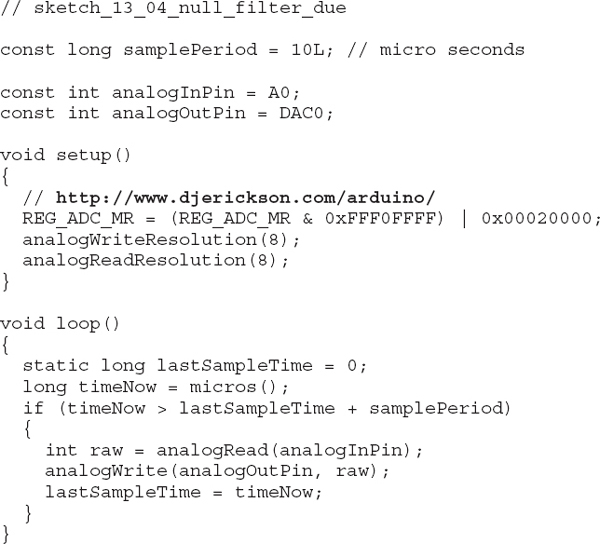 // sketch_13_04_null_filter_due
const long samplePeriod = 10L; // micro seconds
const int analogInPin = A0;
const int analogOutPin = DAC0;
void setup()
{
  // http://www.djerickson.com/arduino/
  REG_ADC_MR = (REG_ADC_MR & 0xFFF0FFFF) | 0x00020000;
  analogWriteResolution(8);
  analogReadResolution(8);
}
void loop()
{
  static long lastSampleTime = 0;
  long timeNow = micros();
  if (timeNow > lastSampleTime + samplePeriod)
  {
    int raw = analogRead(analogInPin);
    analogWrite(analogOutPin, raw);
    lastSampleTime = timeNow;
  }
}